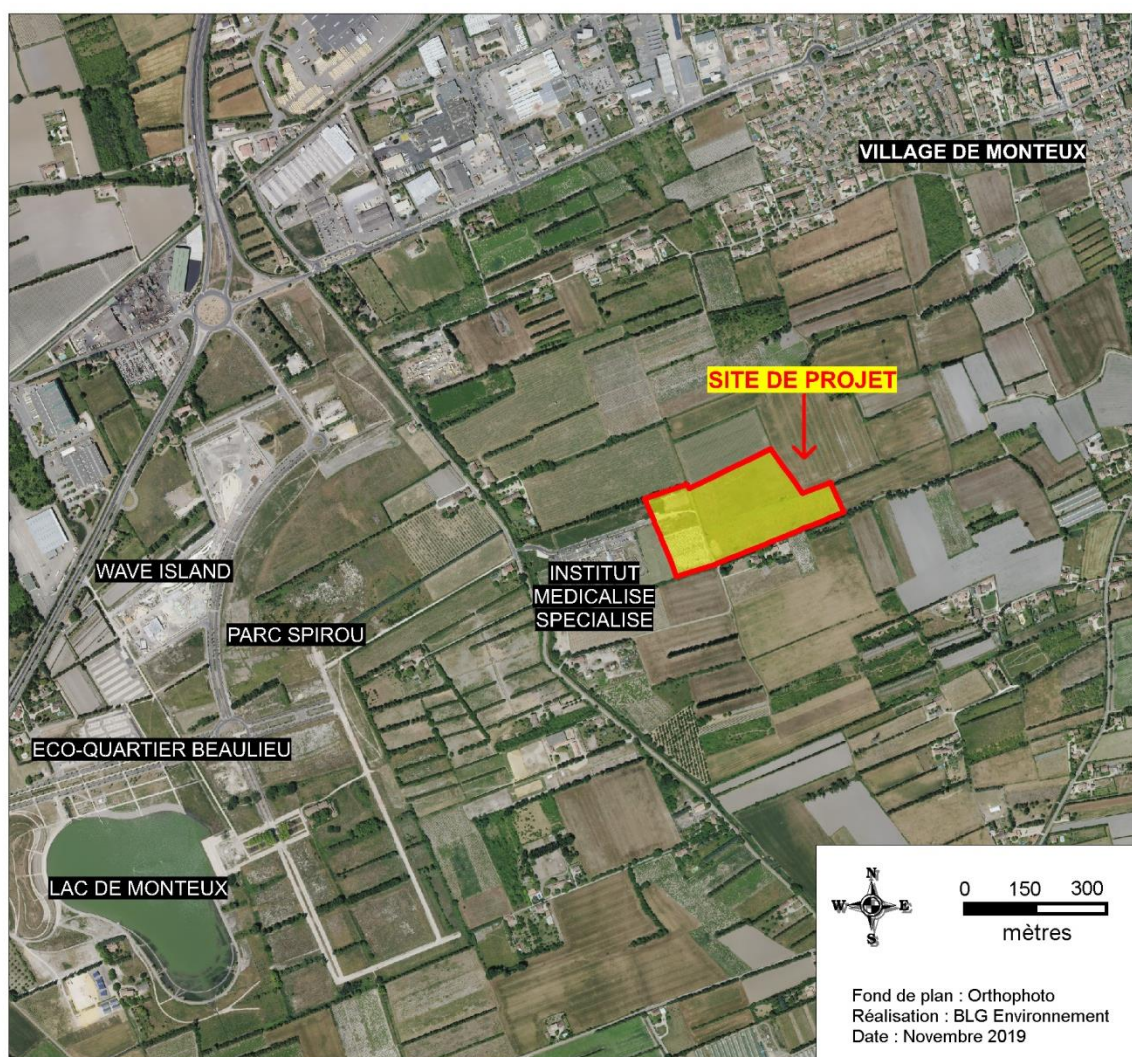 VILLAGE DE MONTEUX
SITE DE PROJET
WAVE ISLAND
INSTITUT
MEDICALISE
SPECIALISE
PARC SPIROU
ECO-QUARTIER BEAULIEU
LAC DE MONTEUX
N
W E
S
0 150 300
mètres
Fond de plan : Orthophoto
Réalisation : BLG Environnement
Date : Novembre 2019